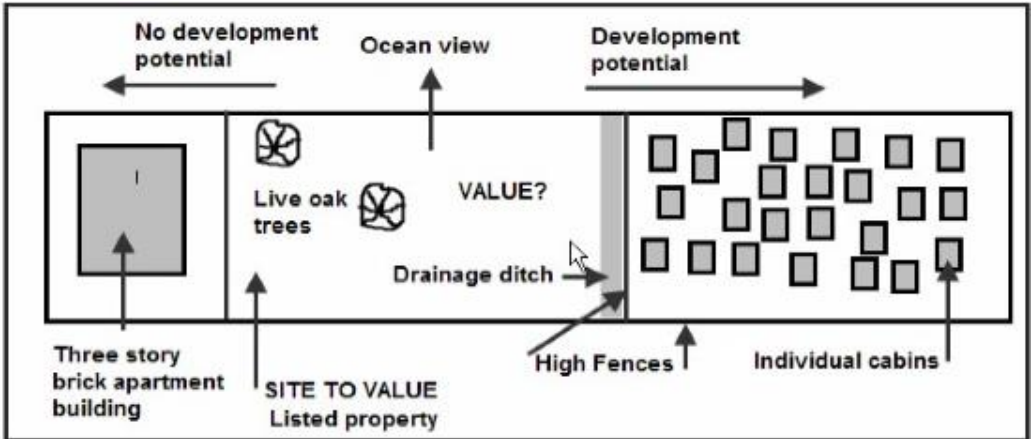 No development
potential
Ocean view
Development
potential
Live oak
trees
VALUE?
Drainage ditch
Three story
brick apartment
building
SITE TO VALUE
Listed property
High Fences
Individual cabins